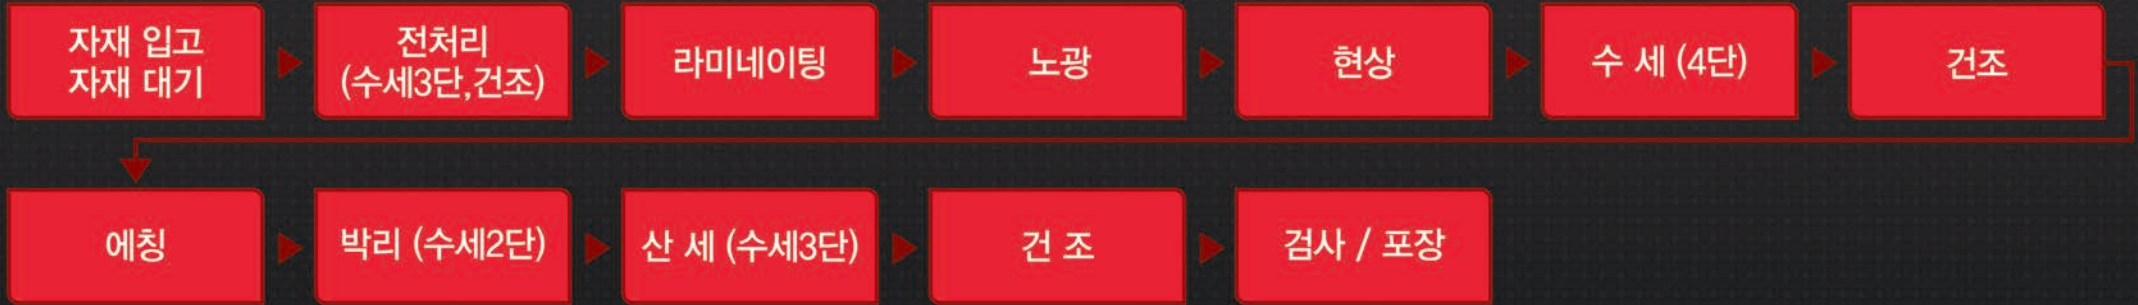 자재 입고
자재 대기
전처리
(수세3단,건조)
라미네이팅
노광
현상
수 세 (4단)
건조
에칭
박리 (수세2단)
산 세 (수세3단)
건 조
검사 / 포장